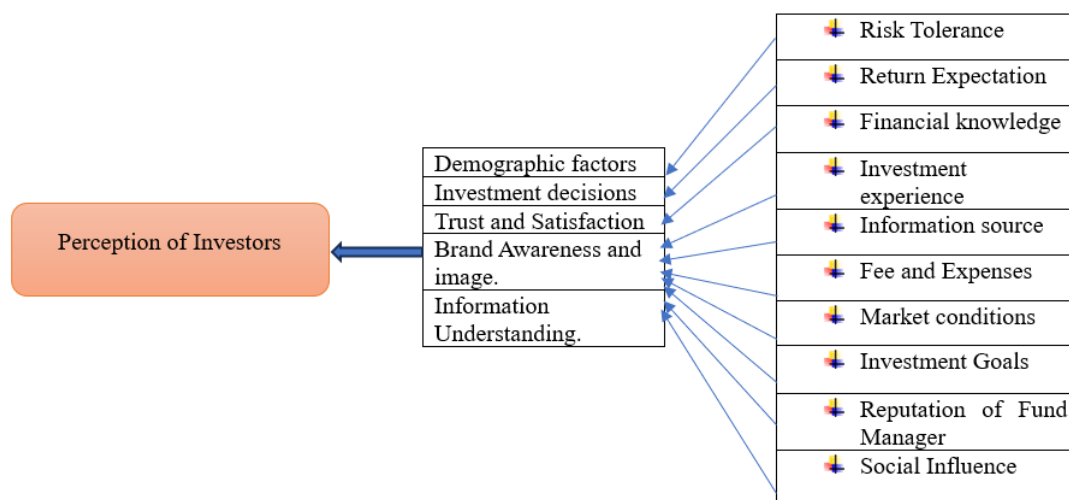 Perception of Investors
Demographic factors
Investment decisions
Trust and Satisfaction
Brand Awareness and
image.
Information
Understanding.
Risk Tolerance
Return Expectation
Financial knowledge
Investment
experience
Information source
Fee and Expenses
Market conditions
Investment Goals
Reputation of Fund
Manager
Social Influence